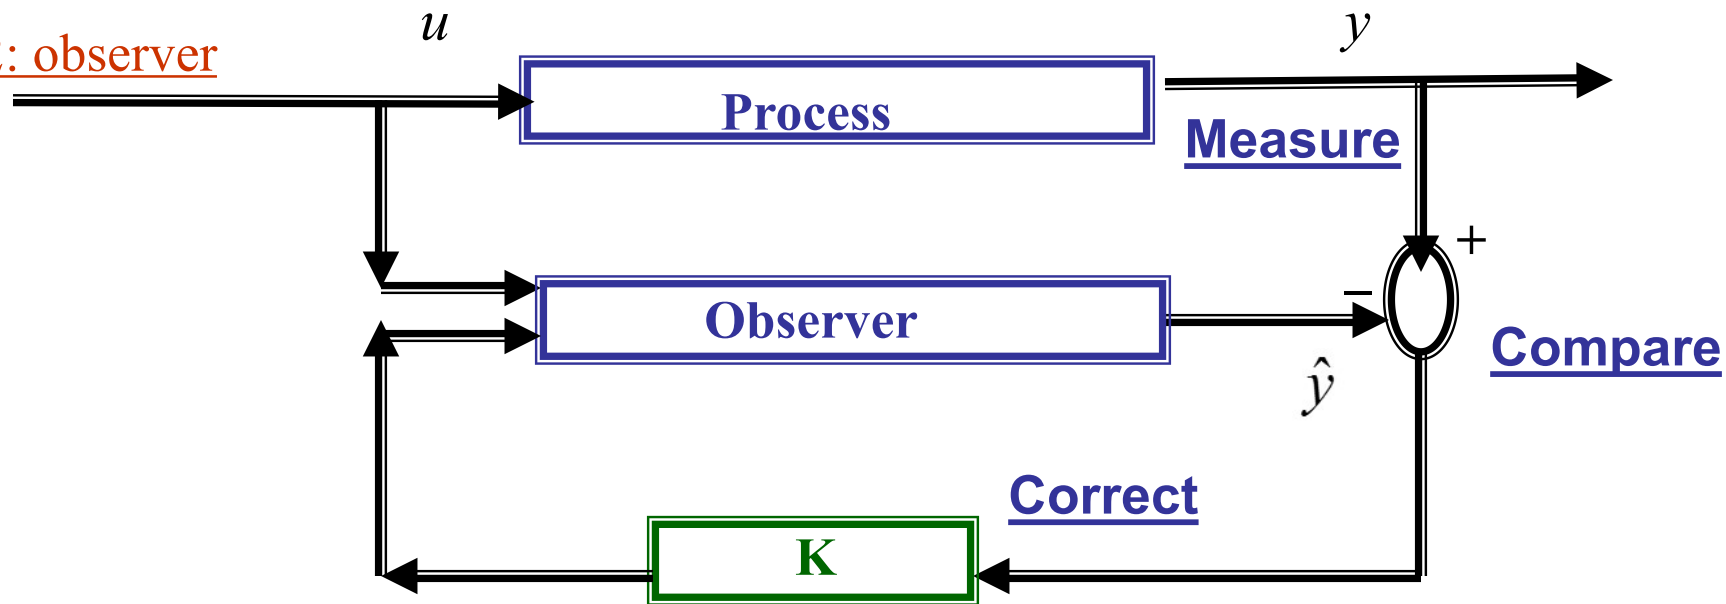 u
y
: observer
Process
Measure
+
Observer
−
Compare
ŷ
Correct
K